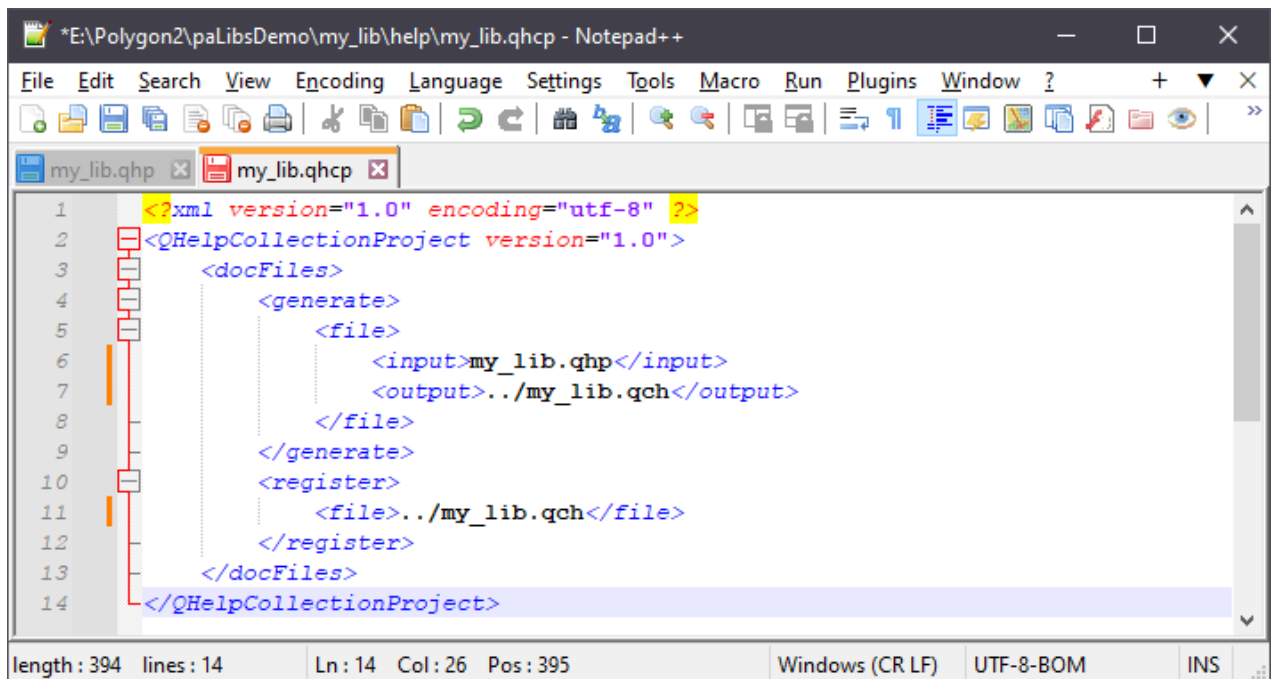 *E:\Polygon2\paLibsDemo\my_lib\help\my_lib.qhcp - Notepad++
File Edit Search View Encoding Language Settings Tools Macro Run Plugins Window ? + ▼ ×
my_lib.qhp my_lib.qhcp
1 <?xml version="1.0" encoding="utf-8" ?>
2 <QHelpCollectionProject version="1.0">
3 <docFiles>
4 <generate>
5 <file>
6 <input>my_lib.qhp</input>
7 <output>../my_lib.qch</output>
8 </file>
9 </generate>
10 <register>
11 <file>../my_lib.qch</file>
12 </register>
13 </docFiles>
14 </QHelpCollectionProject>
length : 394 lines : 14 Ln : 14 Col : 26 Pos : 395 Windows (CR LF) UTF-8-BOM INS